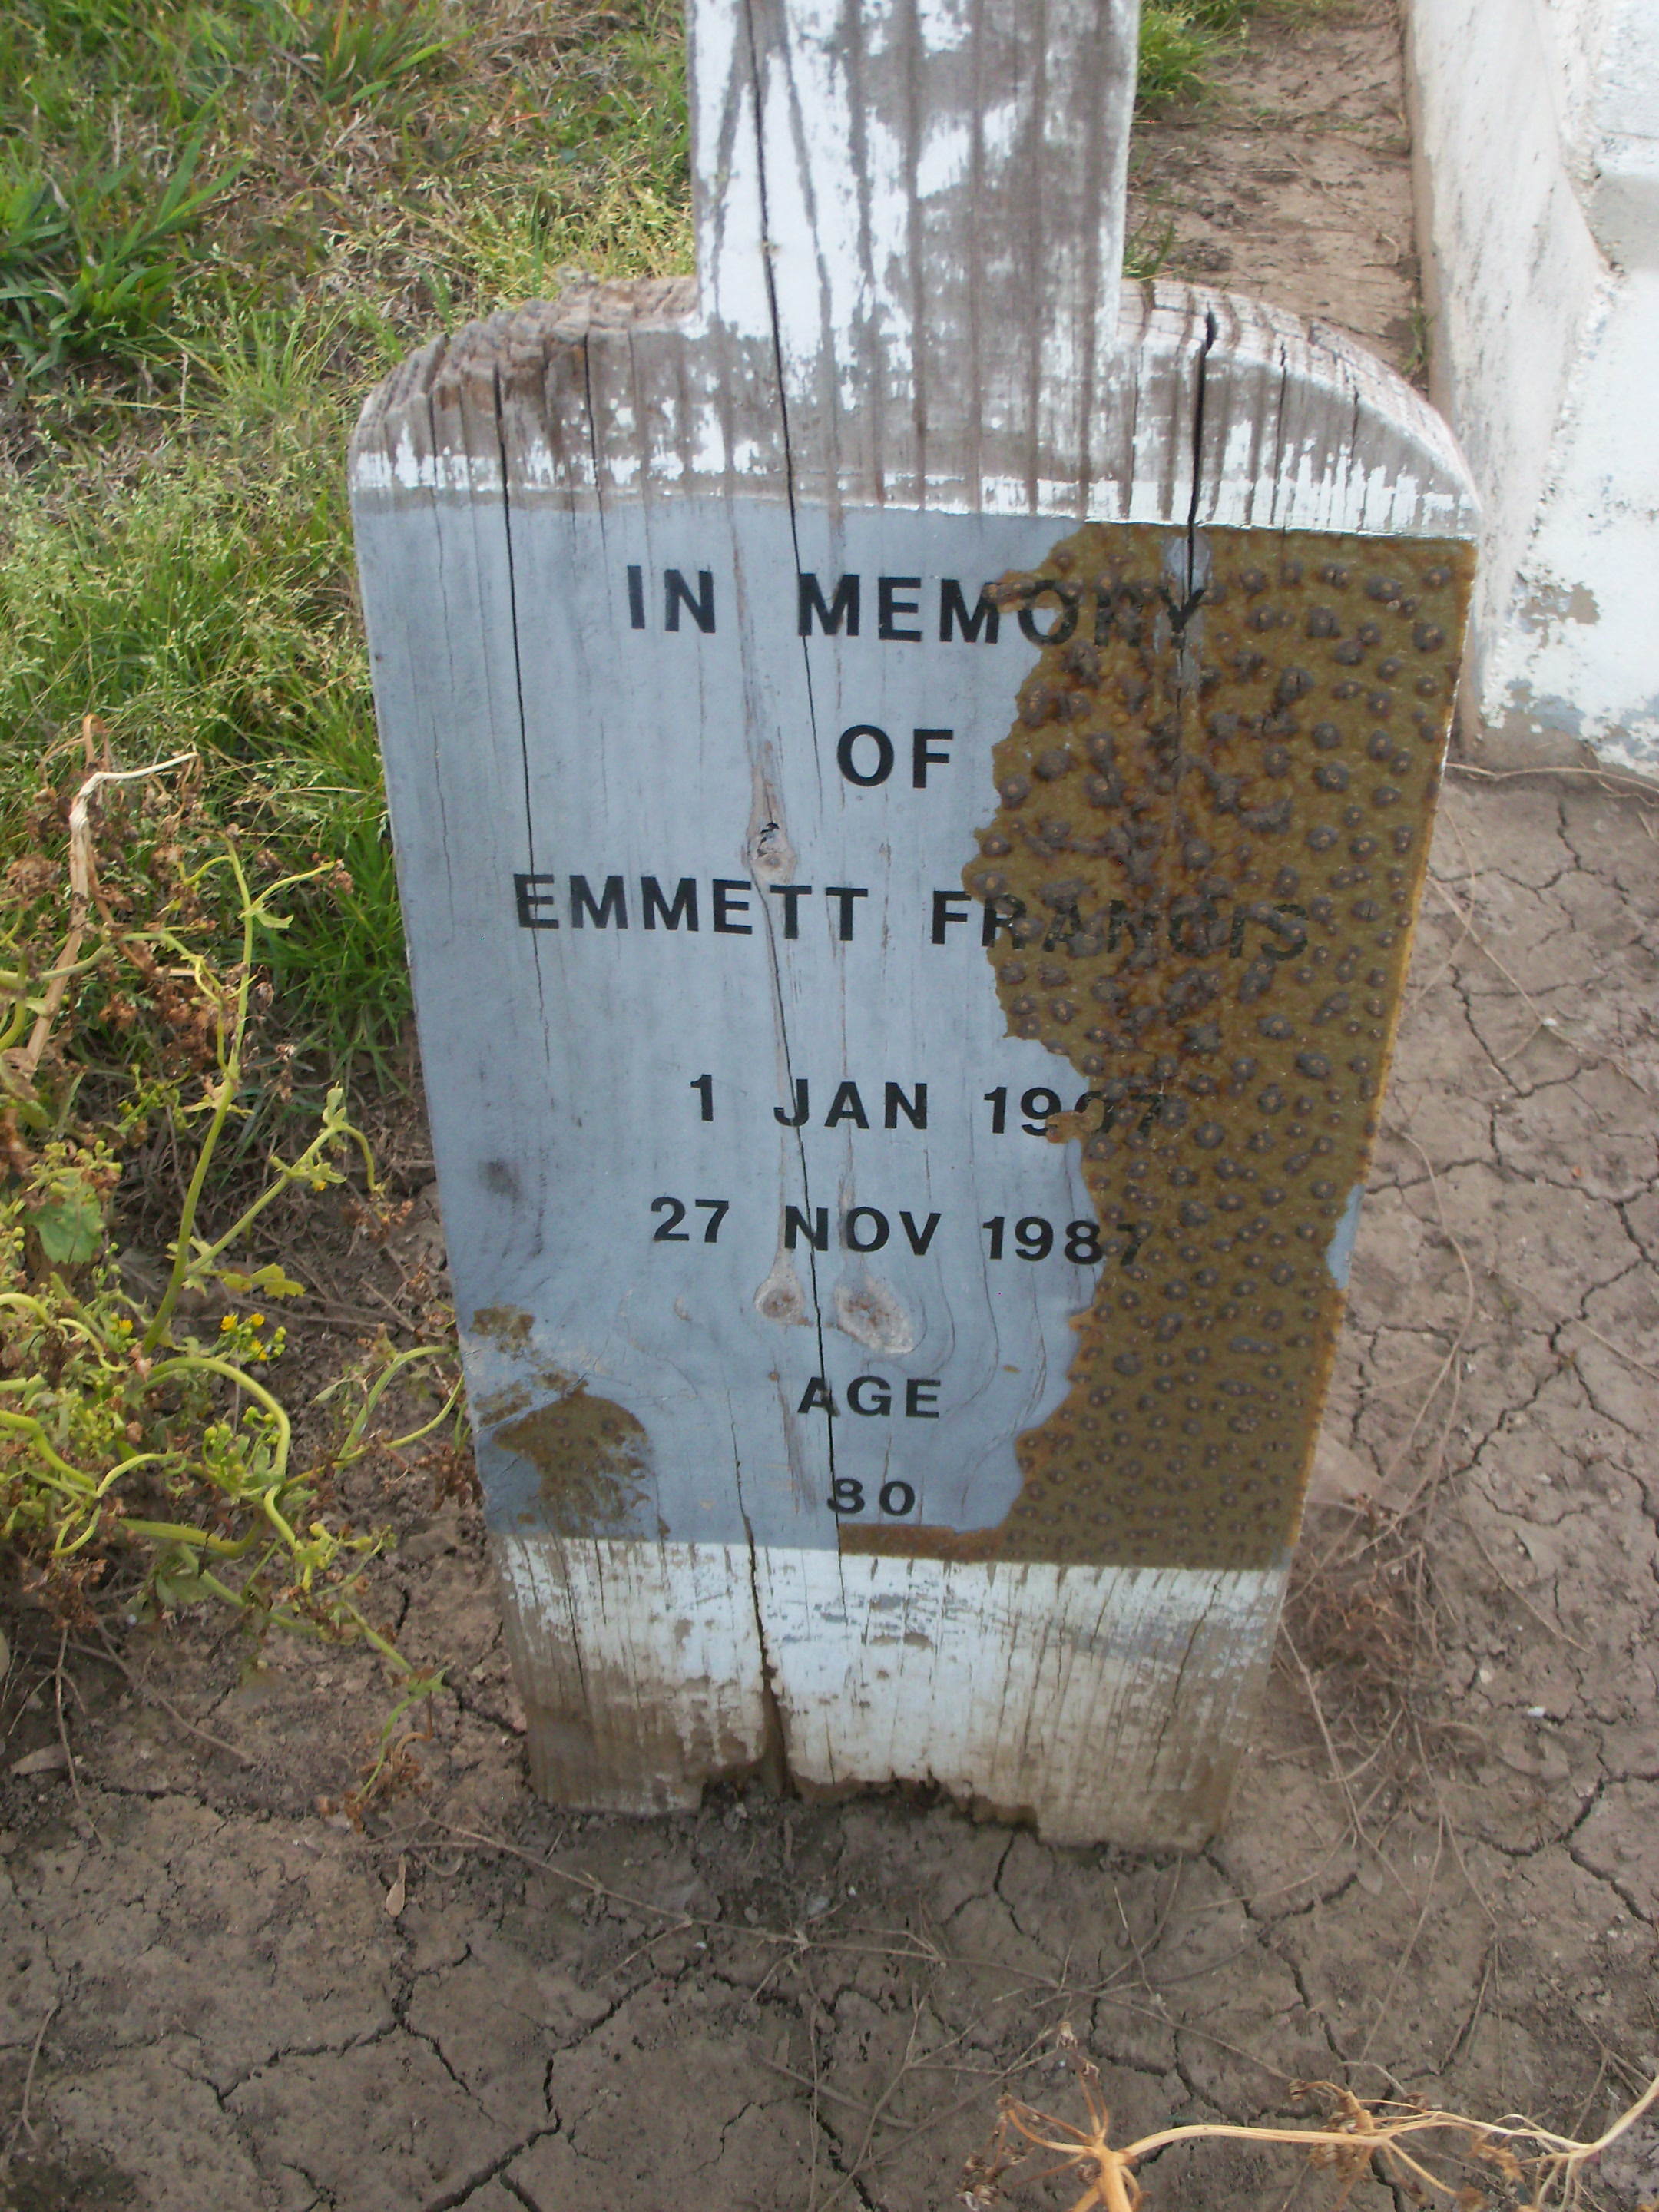 IN MEMORY
OF
EMMETT FRANCIS
1 JAN 1907
27 NOV 1987
AGE
80